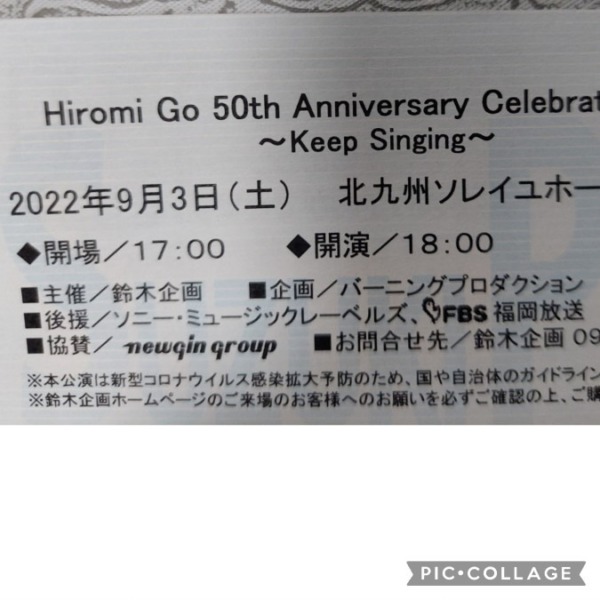 Hiromi Go 50th Anniversary Celebrat
~Keep Singing~
2022年9月3日(土) 北九州ソレイユホー
◆開場/17:00 ◆開演/18:00
■主催/鈴木企画 ■企画/バーニングプロダクション
■後援/ソニー・ミュージックレーベルズ、FBS福岡放送
■協賛/newgin group ■お問合せ先/鈴木企画 09
※本公演は新型コロナウイルス感染拡大予防のため、国や自治体のガイドライン
※鈴木企画ホームページのご来場のお客様へのお願いを必ずご確認の上、ご購
PIC•COLLAGE